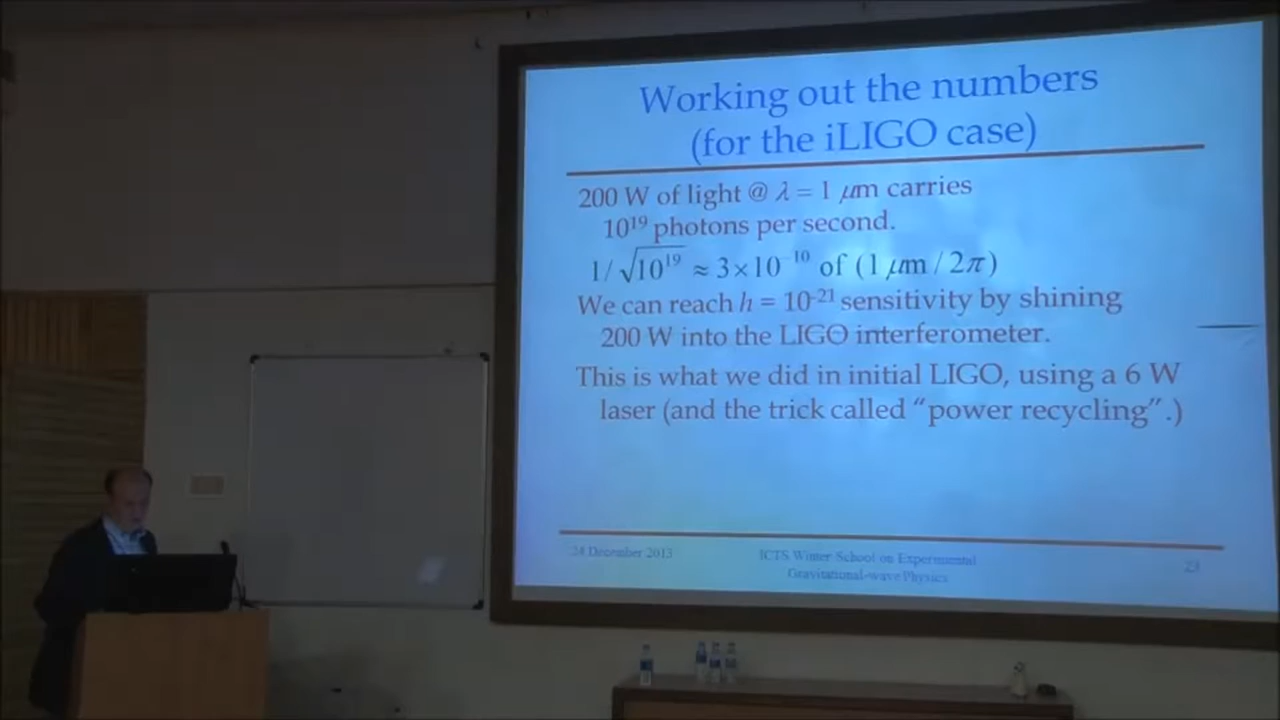 Working out the numbers
(for the iLIGO case)
200 W of light @ λ = 1 μm carries
10¹⁹ photons per second.
1/√10¹⁹ ≈ 3×10⁻¹⁰ of (1 μm / 2π)
We can reach h = 10⁻²¹ sensitivity by shining
200 W into the LIGO interferometer.
This is what we did in initial LIGO, using a 6 W
laser (and the trick called “power recycling”.)
24 December 2013
ICTS Winter School on Experimental
Gravitational-wave Physics
23